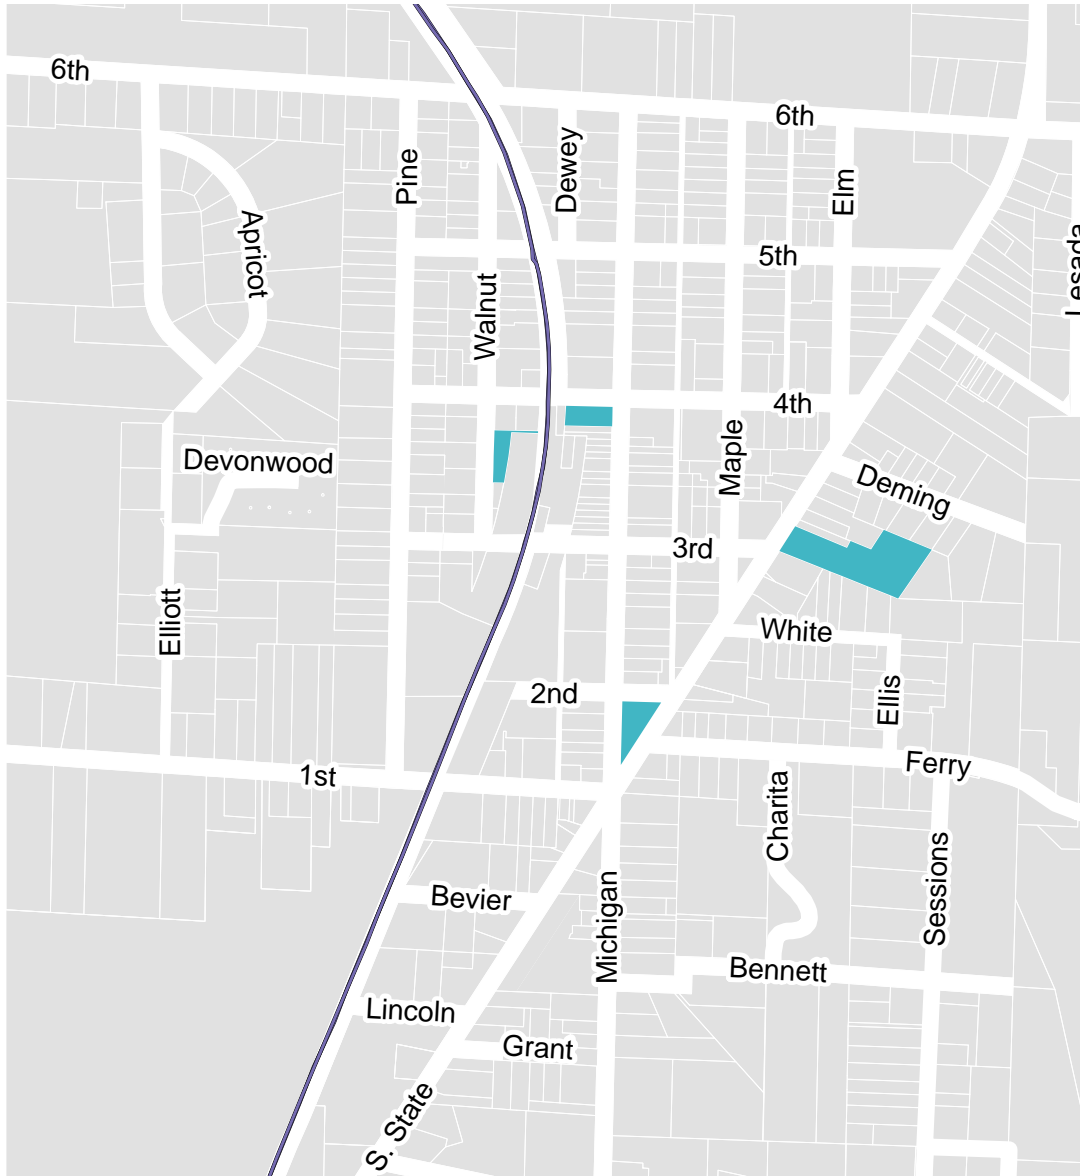 6th
6th
Pine
Dewey
Elm
Apricot
5th
Lesada
Walnut
4th
Maple
Devonwood
Deming
3rd
Elliott
White
2nd
Ellis
1st
Ferry
Charita
Sessions
Bevier
Michigan
Bennett
Lincoln
Grant
S. State